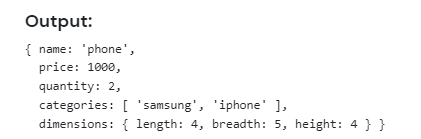 Output:
{ name: 'phone',
  price: 1000,
  quantity: 2,
  categories: [ 'samsung', 'iphone' ],
  dimensions: { length: 4, breadth: 5, height: 4 } }